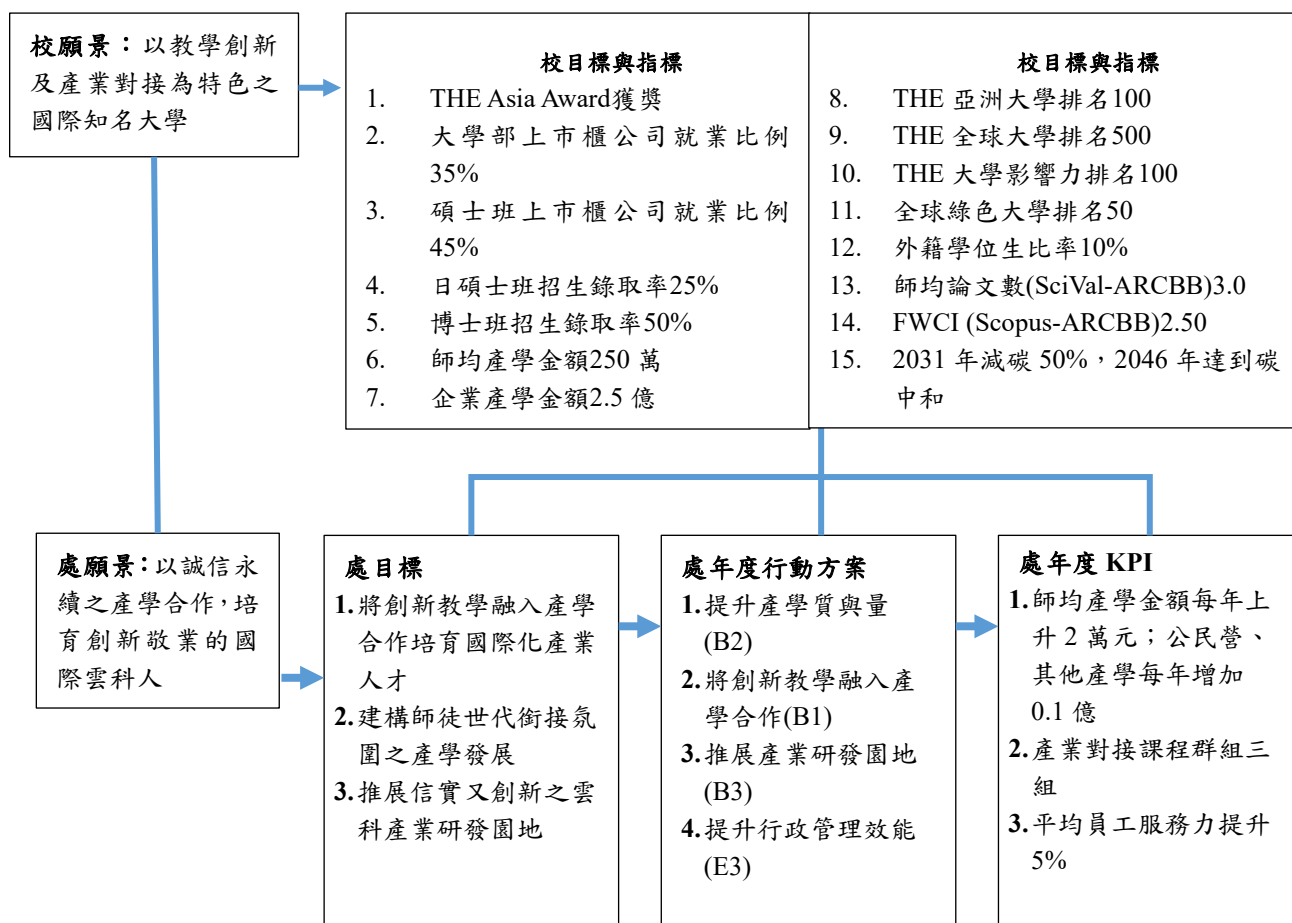 校願景：以教學創新
及產業對接為特色之
國際知名大學
校目標與指標
1. THE Asia Award獲獎
2. 大學部上市櫃公司就業比例
35%
3. 碩士班上市櫃公司就業比例
45%
4. 日碩士班招生錄取率25%
5. 博士班招生錄取率50%
6. 師均產學金額250 萬
7. 企業產學金額2.5 億
校目標與指標
8. THE 亞洲大學排名100
9. THE 全球大學排名500
10. THE 大學影響力排名100
11. 全球綠色大學排名50
12. 外籍學位生比率10%
13. 師均論文數(SciVal-ARCBB)3.0
14. FWCI (Scopus-ARCBB)2.50
15. 2031 年減碳 50%，2046 年達到碳
中和
處願景：以誠信永
續之產學合作，培
育創新敬業的國
際雲科人
處目標
1.將創新教學融入產學
合作培育國際化產業
人才
2.建構師徒世代銜接氛
圍之產學發展
3.推展信實又創新之雲
科產業研發園地
處年度行動方案
1.提升產學質與量
(B2)
2.將創新教學融入產
學合作(B1)
3.推展產業研發園地
(B3)
4.提升行政管理效能
(E3)
處年度 KPI
1.師均產學金額每年上
升 2 萬元；公民營、
其他產學每年增加
0.1 億
2.產業對接課程群組三
組
3.平均員工服務力提升
5%